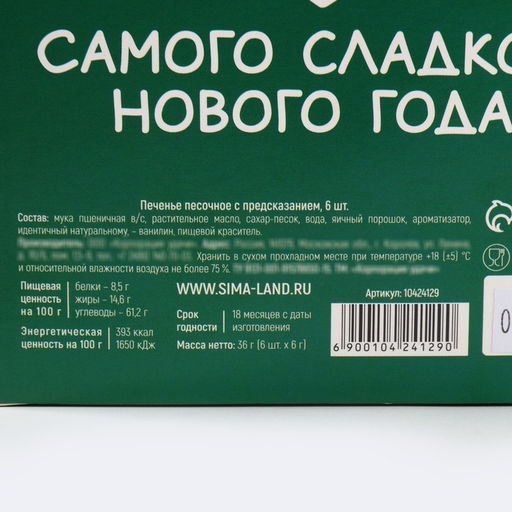 САМОГО СЛАДКО
НОВОГО ГОДА
Печенье песочное с предсказанием, 6 шт.
Состав: мука пшеничная в/с, растительное масло, сахар-песок, вода, яичный порошок, ароматизатор,
идентичный натуральному, - ванилин, пищевой краситель.
Хранить в сухом прохладном месте при температуре +18 (±5) °С
и относительной влажности воздуха не более 75 %.
Пищевая ценность на 100 г
белки – 8,5 г
жиры – 14,6 г
углеводы – 61,2 г
Энергетическая ценность на 100 г
393 ккал
1650 кДж
WWW.SIMA-LAND.RU
Срок годности
18 месяцев с даты изготовления
Масса нетто: 36 г (6 шт. х 6 г)
Артикул: 10424129
6 900104 241290
0